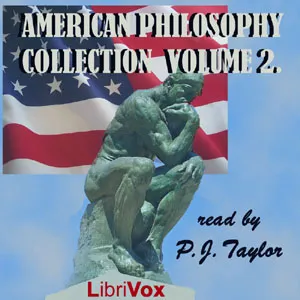 AMERICAN PHILOSOPHY
COLLECTION VOLUME 2.
read by
P. J. Taylor
LibriVox